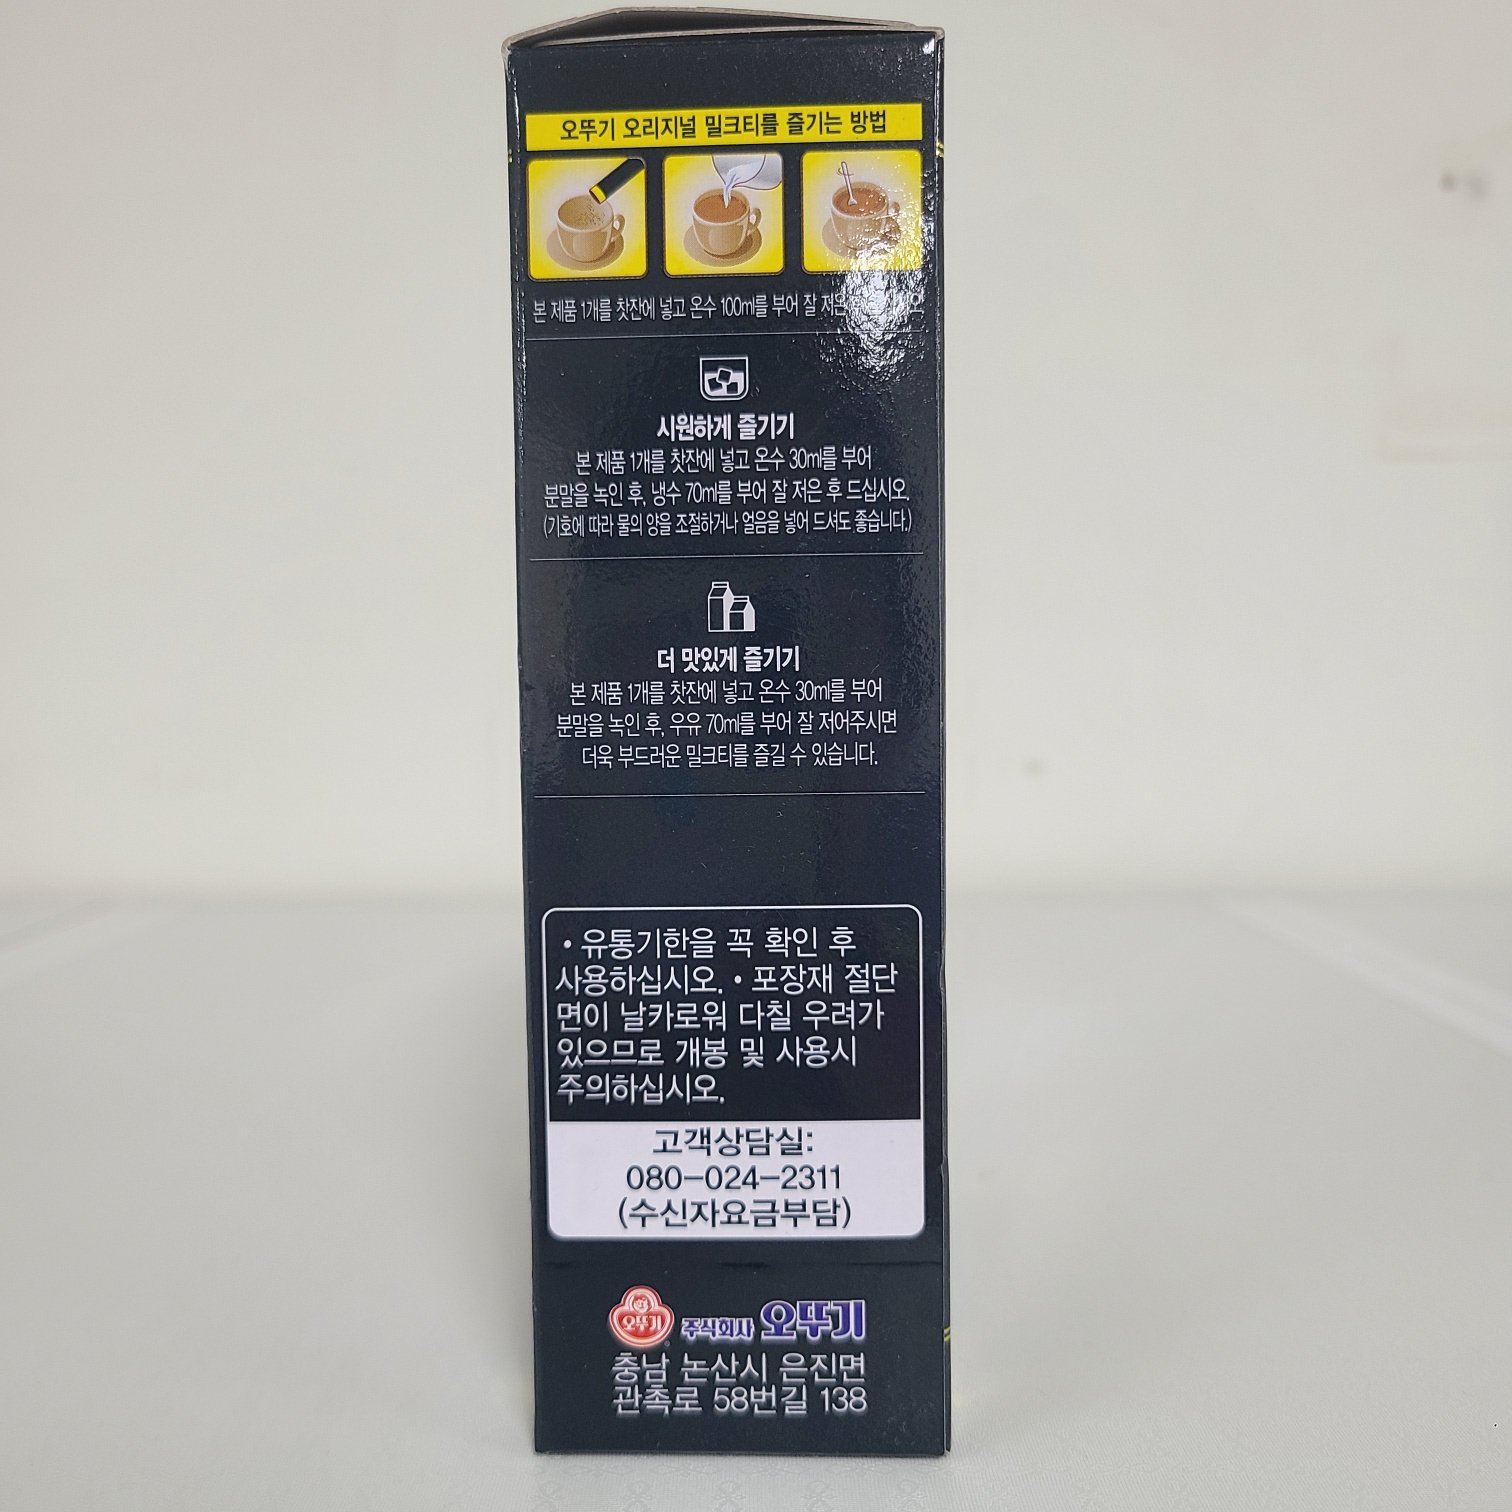 오뚜기 오리지널 밀크티를 즐기는 방법
본 제품 1개를 찻잔에 넣고 온수 100ml를 부어 잘 저은
시원하게 즐기기
본 제품 1개를 찻잔에 넣고 온수 30ml를 부어
분말을 녹인 후, 냉수 70ml를 부어 잘 저은 후 드십시오.
(기호에 따라 물의 양을 조절하거나 얼음을 넣어 드셔도 좋습니다.)
더 맛있게 즐기기
본 제품 1개를 찻잔에 넣고 온수 30ml를 부어
분말을 녹인 후, 우유 70ml를 부어 잘 저어주시면
더욱 부드러운 밀크티를 즐길 수 있습니다.
• 유통기한을 꼭 확인 후
사용하십시오. • 포장재 절단
면이 날카로워 다칠 우려가
있으므로 개봉 및 사용시
주의하십시오.
고객상담실:
080-024-2311
(수신자요금부담)
오뚜기 주식회사 오뚜기
충남 논산시 은진면
관촉로 58번길 138